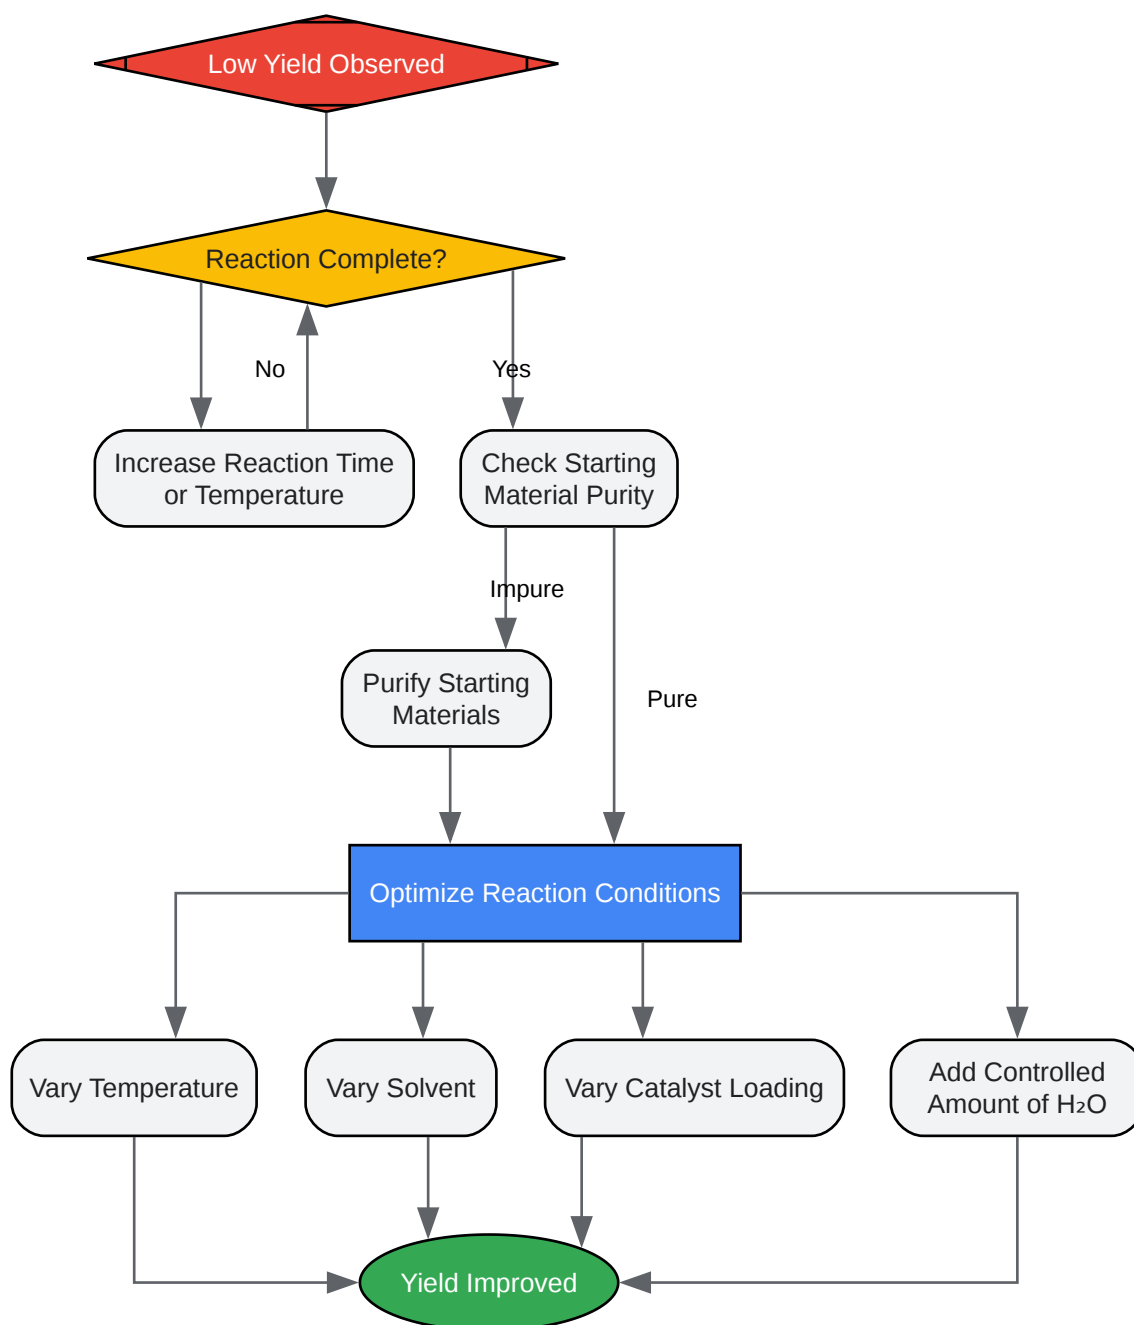 Low Yield Observed
Reaction Complete?
No
Yes
Increase Reaction Time
or Temperature
Check Starting
Material Purity
Impure
Purify Starting
Materials
Pure
Optimize Reaction Conditions
Vary Temperature
Vary Solvent
Vary Catalyst Loading
Add Controlled
Amount of H₂O
Yield Improved